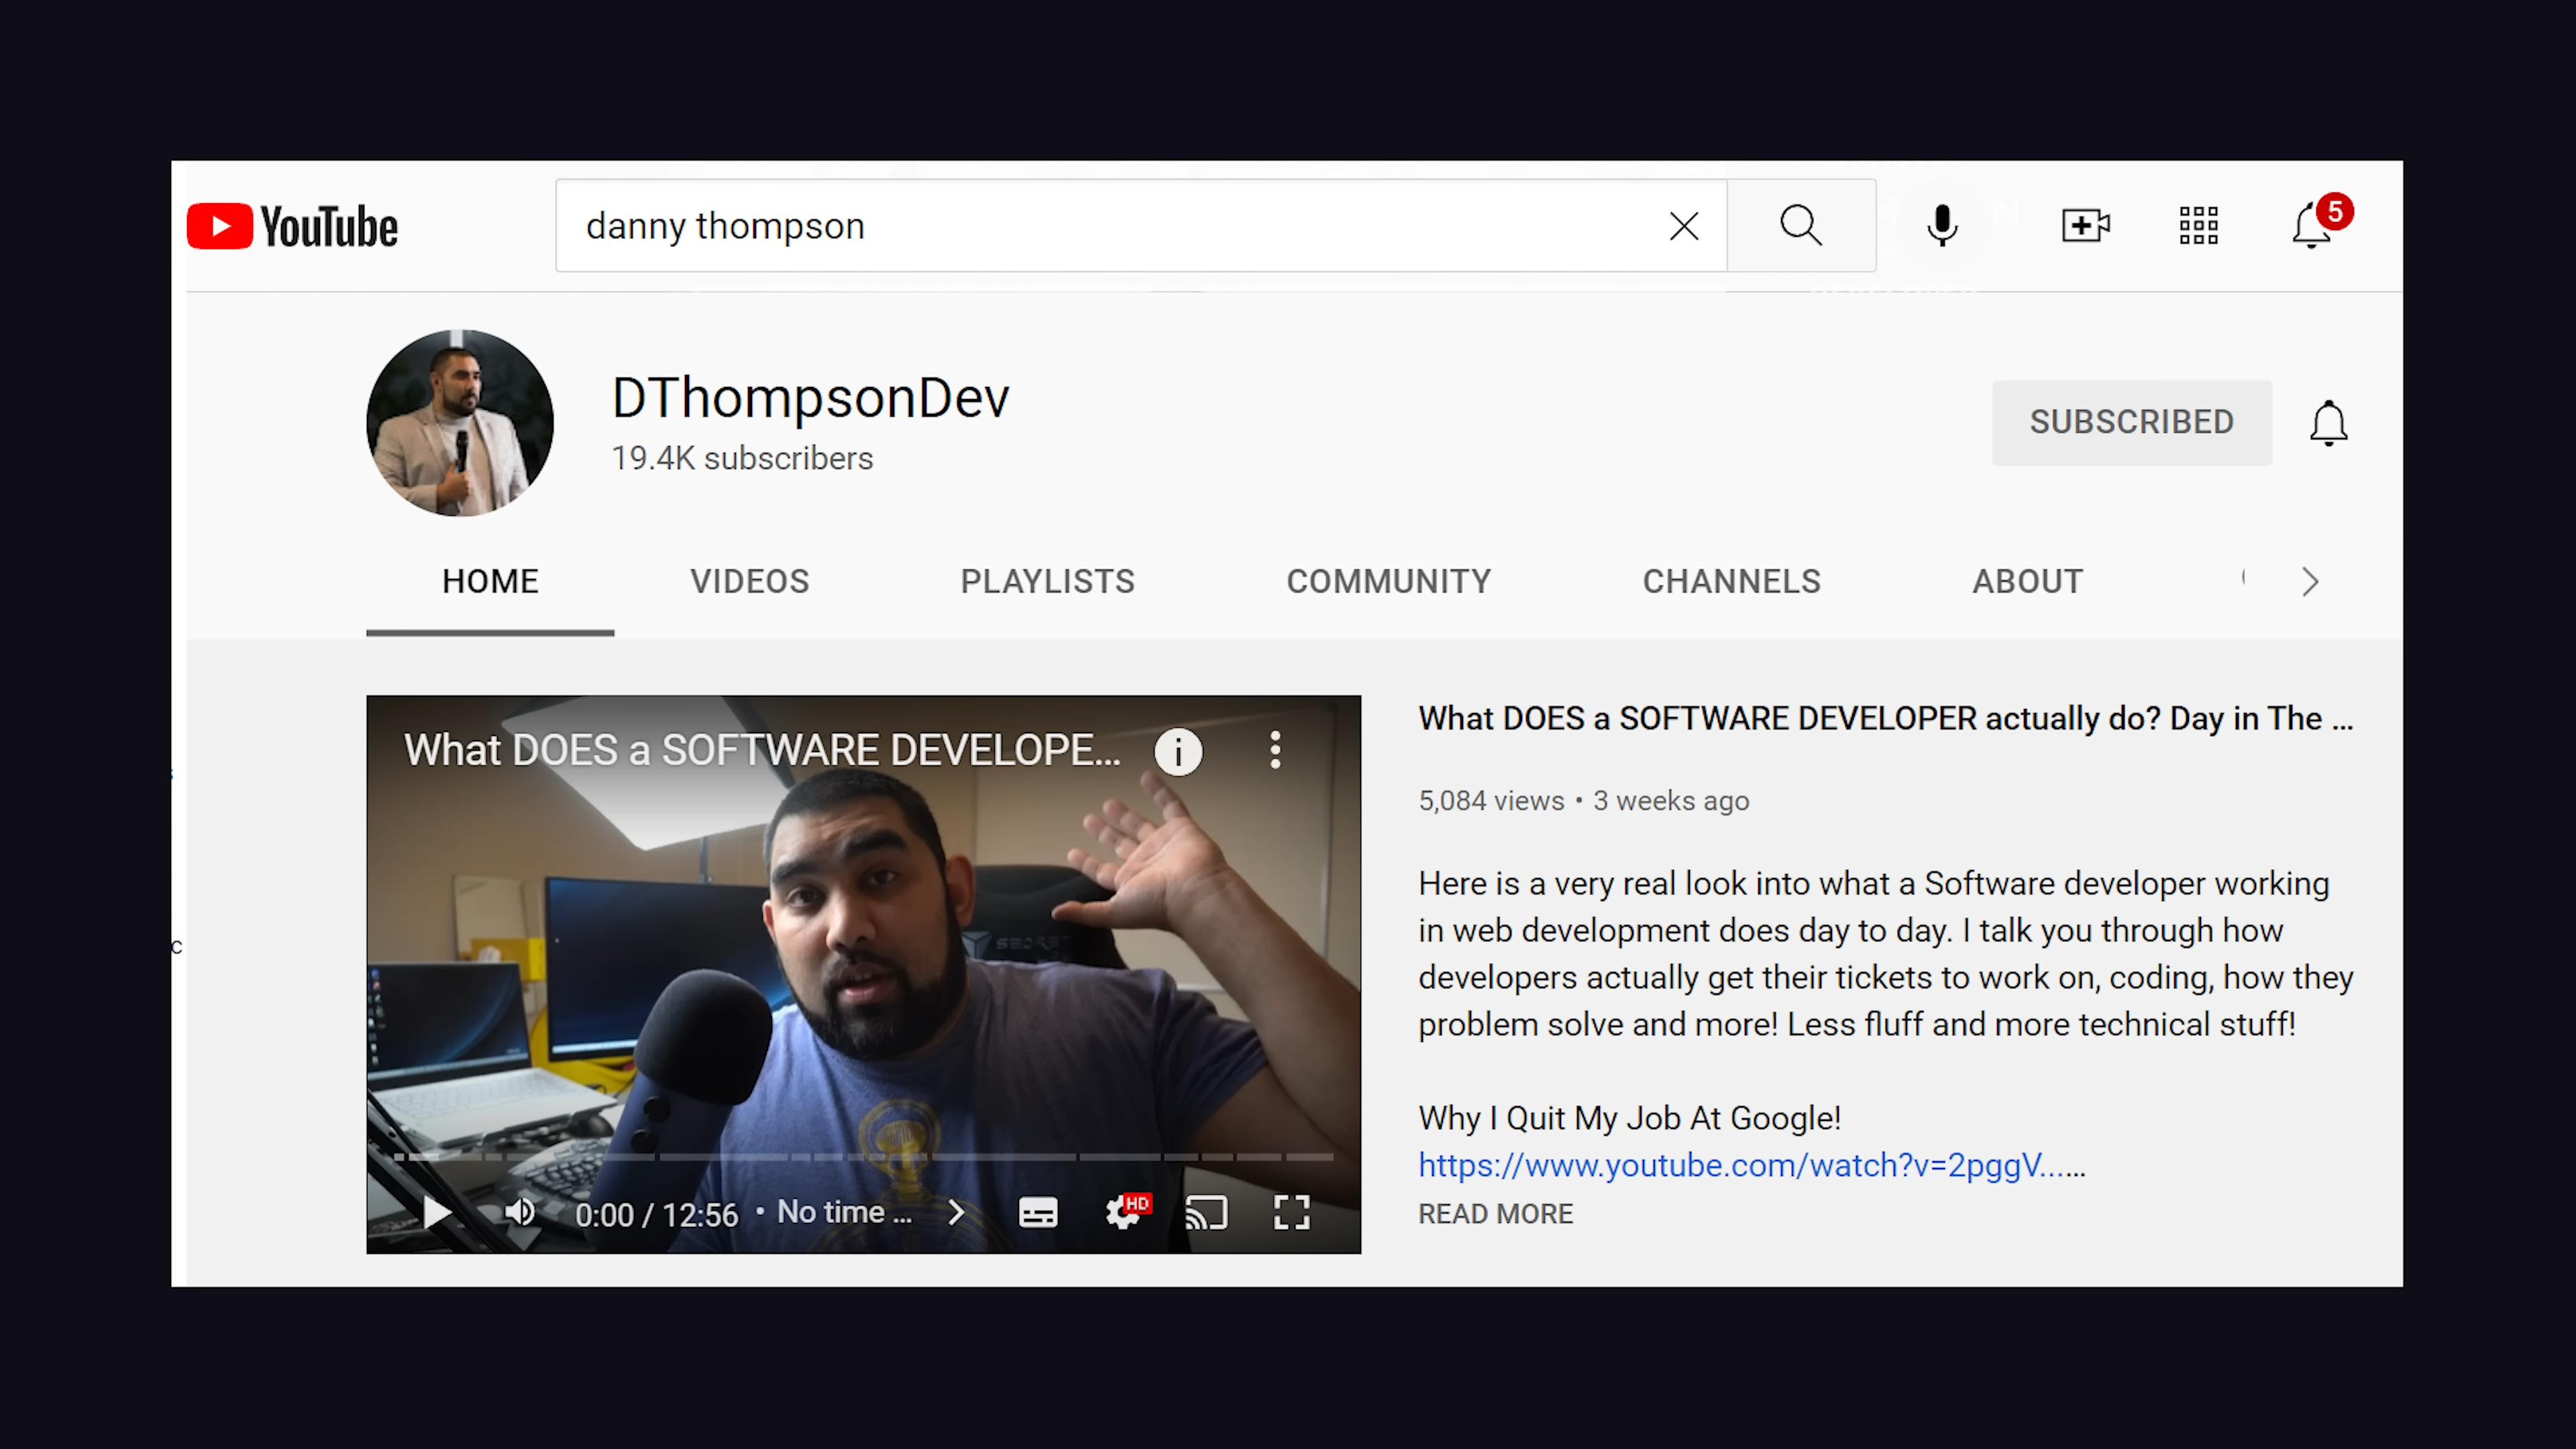 YouTube
danny thompson
5
DThompsonDev
19.4K subscribers
SUBSCRIBED
HOME VIDEOS PLAYLISTS COMMUNITY CHANNELS ABOUT
What DOES a SOFTWARE DEVELOPE...
i
SECRET
0:00 / 12:56 • No time ...
HD
What DOES a SOFTWARE DEVELOPER actually do? Day in The ...
5,084 views • 3 weeks ago
Here is a very real look into what a Software developer working
in web development does day to day. I talk you through how
developers actually get their tickets to work on, coding, how they
problem solve and more! Less fluff and more technical stuff!
Why I Quit My Job At Google!
https://www.youtube.com/watch?v=2pggV......
READ MORE